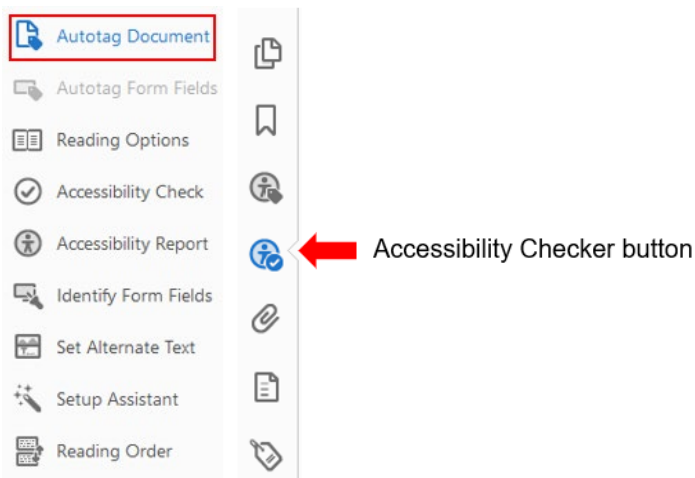 Autotag Document
Autotag Form Fields
Reading Options
Accessibility Check
Accessibility Report
Identify Form Fields
Set Alternate Text
Setup Assistant
Reading Order
Accessibility Checker button